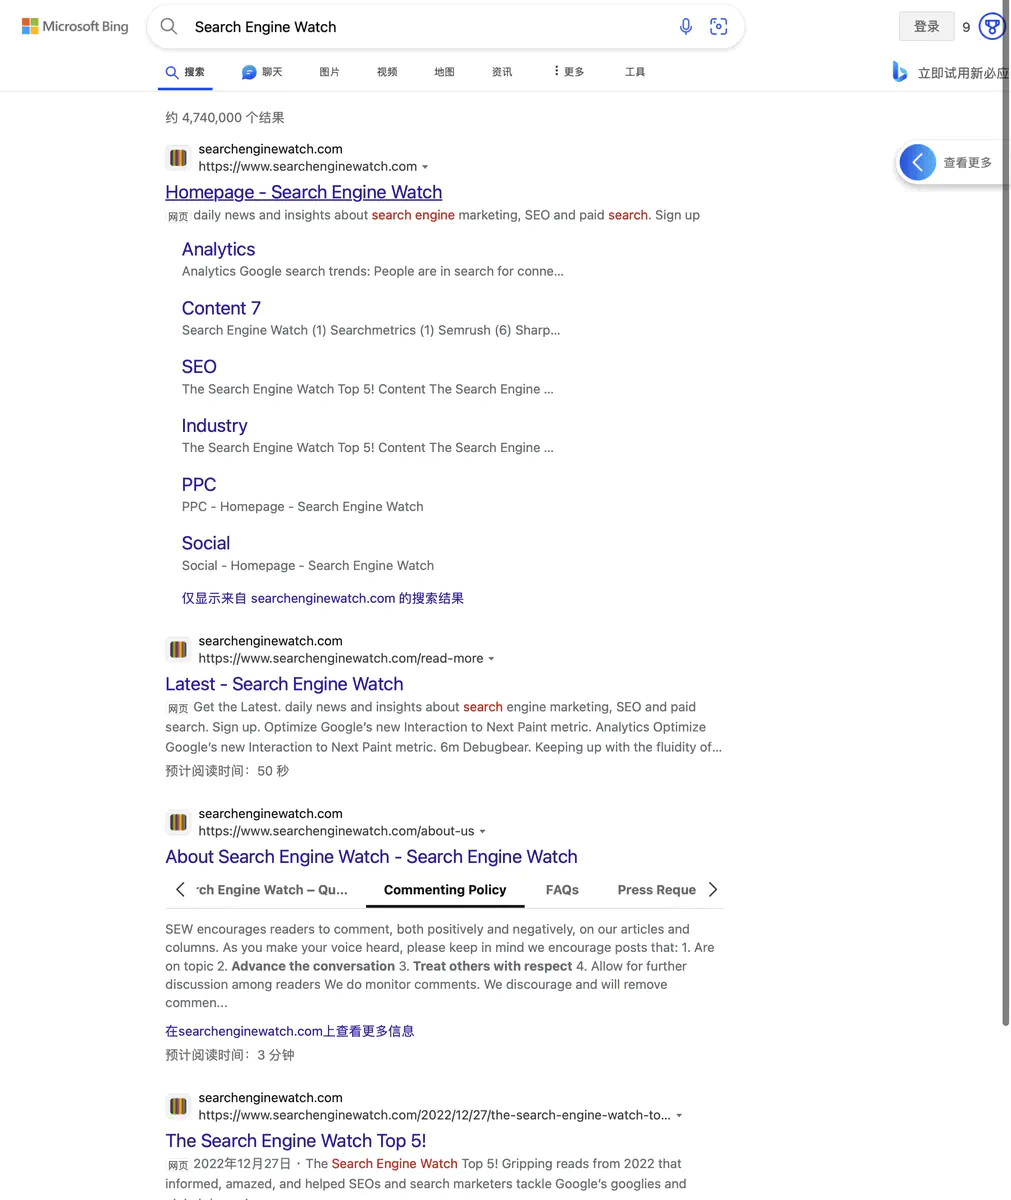 Microsoft Bing
Search Engine Watch
登录
9
搜索
聊天
图片
视频
地图
资讯
更多
工具
立即试用新必应
约 4,740,000 个结果
查看更多
searchenginewatch.com
https://www.searchenginewatch.com
Homepage - Search Engine Watch
网页 daily news and insights about search engine marketing, SEO and paid search. Sign up
Analytics
Analytics Google search trends: People are in search for conne...
Content 7
Search Engine Watch (1) Searchmetrics (1) Semrush (6) Sharp...
SEO
The Search Engine Watch Top 5! Content The Search Engine ...
Industry
The Search Engine Watch Top 5! Content The Search Engine ...
PPC
PPC - Homepage - Search Engine Watch
Social
Social - Homepage - Search Engine Watch
仅显示来自 searchenginewatch.com 的搜索结果
searchenginewatch.com
https://www.searchenginewatch.com/read-more
Latest - Search Engine Watch
网页 Get the Latest. daily news and insights about search engine marketing, SEO and paid
search. Sign up. Optimize Google's new Interaction to Next Paint metric. Analytics Optimize
Google's new Interaction to Next Paint metric. 6m Debugbear. Keeping up with the fluidity of...
预计阅读时间：50 秒
searchenginewatch.com
https://www.searchenginewatch.com/about-us
About Search Engine Watch - Search Engine Watch
rch Engine Watch – Qu...
Commenting Policy
FAQs
Press Reque
SEW encourages readers to comment, both positively and negatively, on our articles and
columns. As you make your voice heard, please keep in mind we encourage posts that: 1. Are
on topic 2. Advance the conversation 3. Treat others with respect 4. Allow for further
discussion among readers We do monitor comments. We discourage and will remove
commen...
在searchenginewatch.com上查看更多信息
预计阅读时间：3 分钟
searchenginewatch.com
https://www.searchenginewatch.com/2022/12/27/the-search-engine-watch-to...
The Search Engine Watch Top 5!
网页 2022年12月27日 · The Search Engine Watch Top 5! Gripping reads from 2022 that
informed, amazed, and helped SEOs and search marketers tackle Google's googlies and